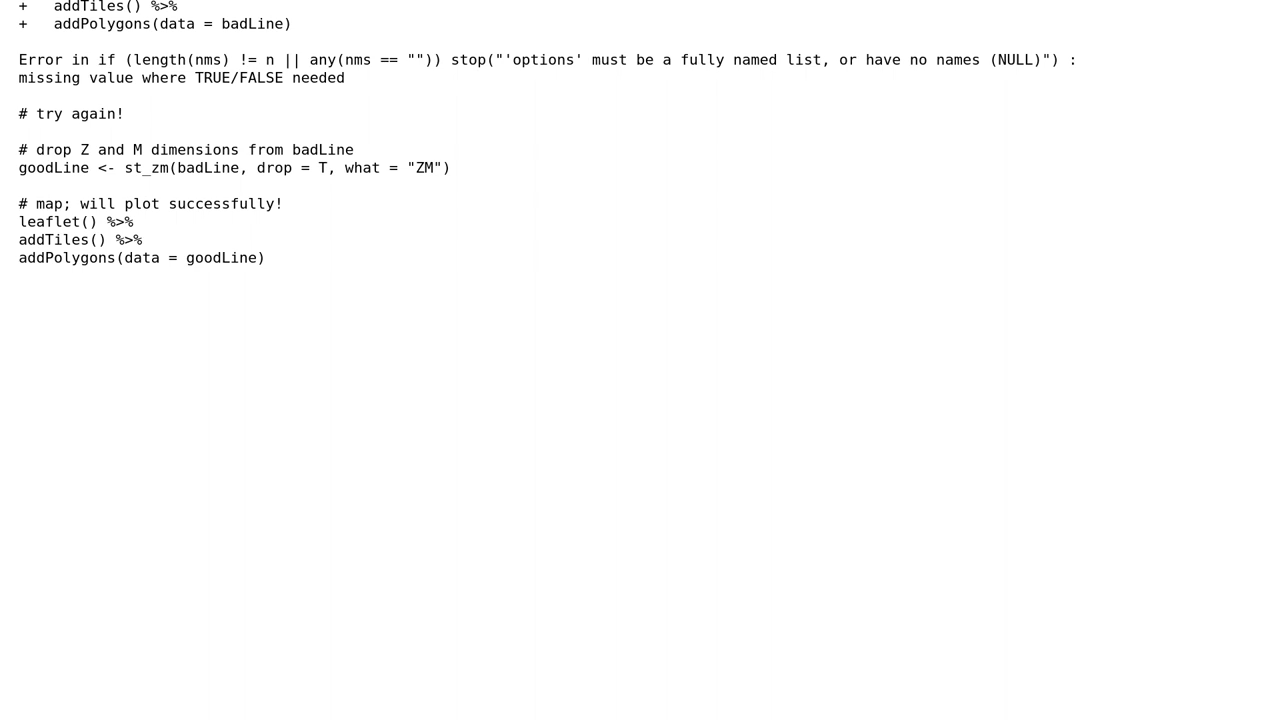 +   addTiles() %>%
+   addPolygons(data = badLine)
Error in if (length(nms) != n || any(nms == "")) stop("'options' must be a fully named list, or have no names (NULL)") :
missing value where TRUE/FALSE needed
# try again!
# drop Z and M dimensions from badLine
goodLine <- st_zm(badLine, drop = T, what = "ZM")
# map; will plot successfully!
leaflet() %>%
addTiles() %>%
addPolygons(data = goodLine)